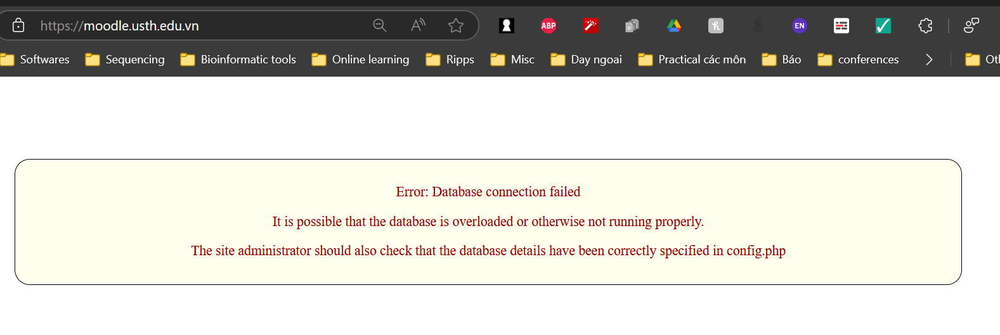 https://moodle.usth.edu.vn
ABP
EN
Softwares Sequencing Bioinformatic tools Online learning Ripps Misc Day ngoai Practical các môn Báo conferences
Error: Database connection failed
It is possible that the database is overloaded or otherwise not running properly.
The site administrator should also check that the database details have been correctly specified in config.php